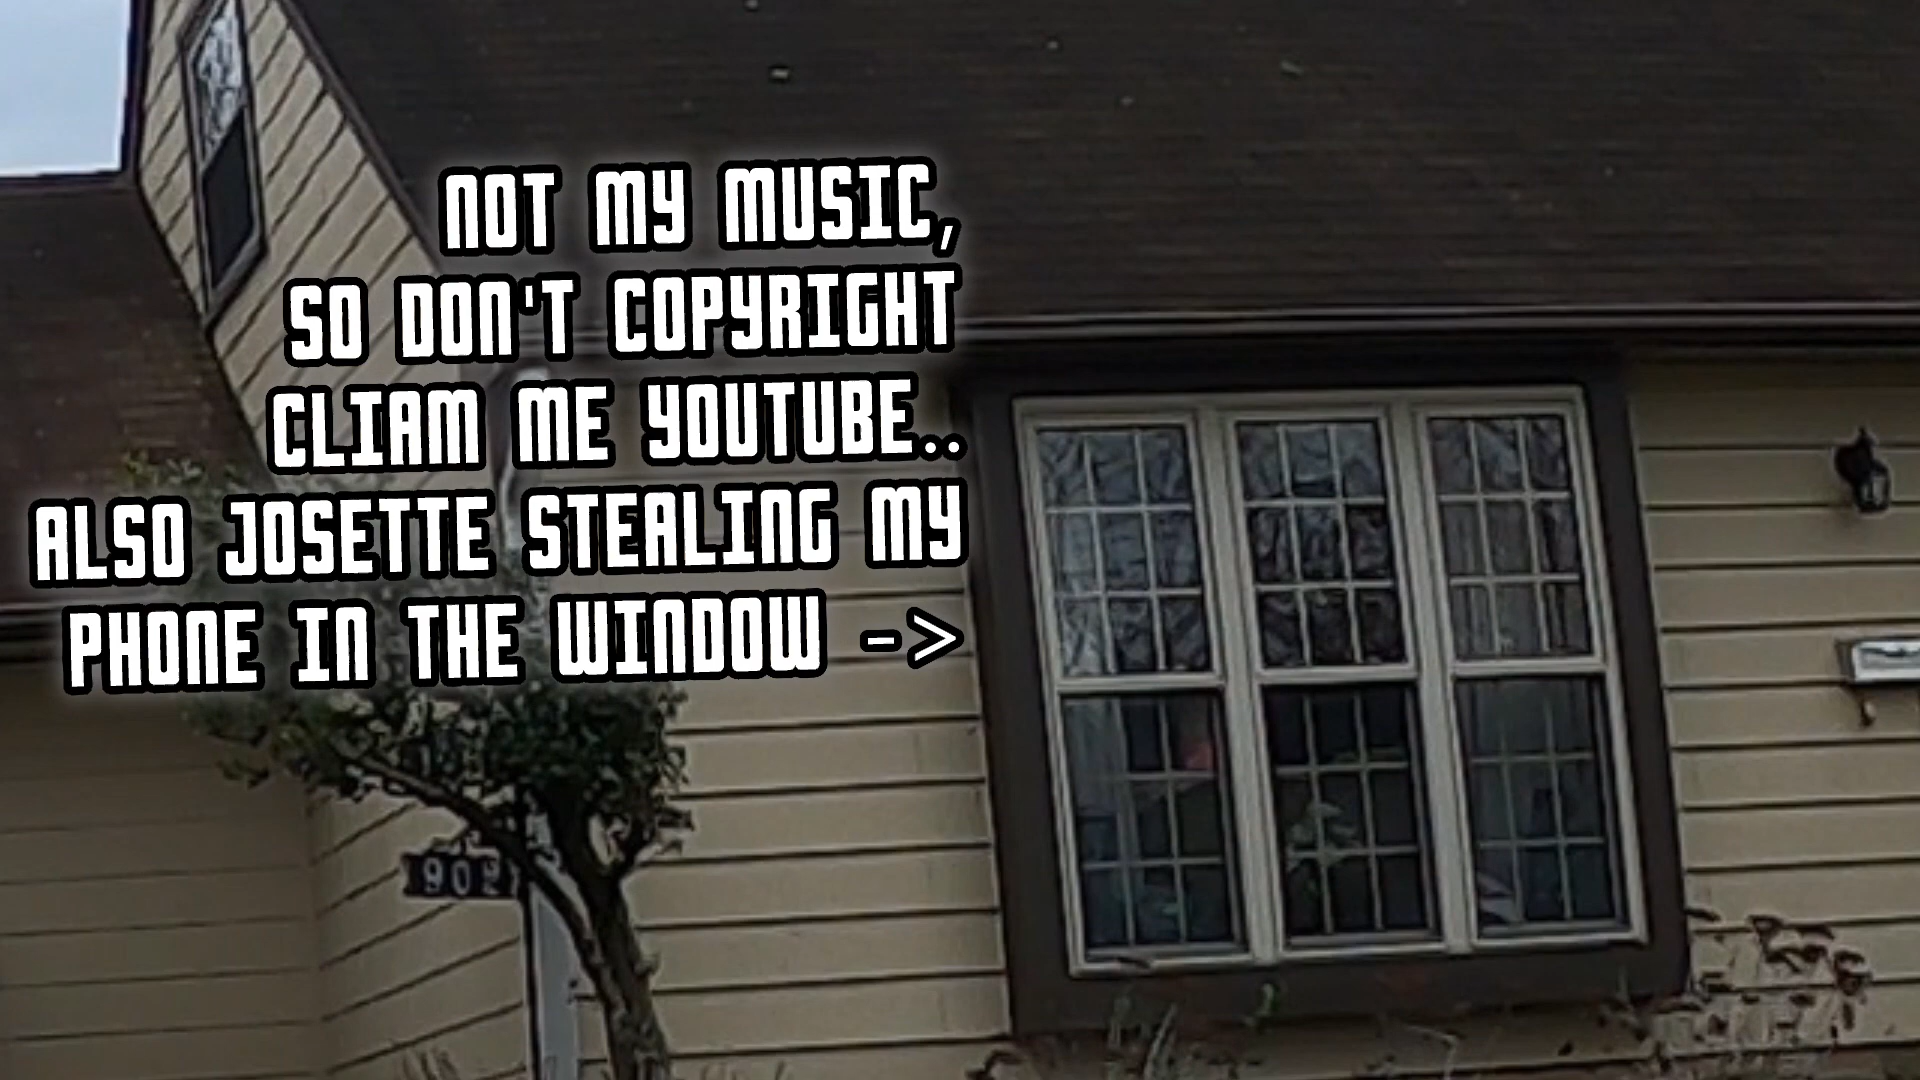 NOT MY MUSIC,
SO DON'T COPYRIGHT
CLIAM ME YOUTUBE..
ALSO JOSETTE STEALING MY
PHONE IN THE WINDOW ->